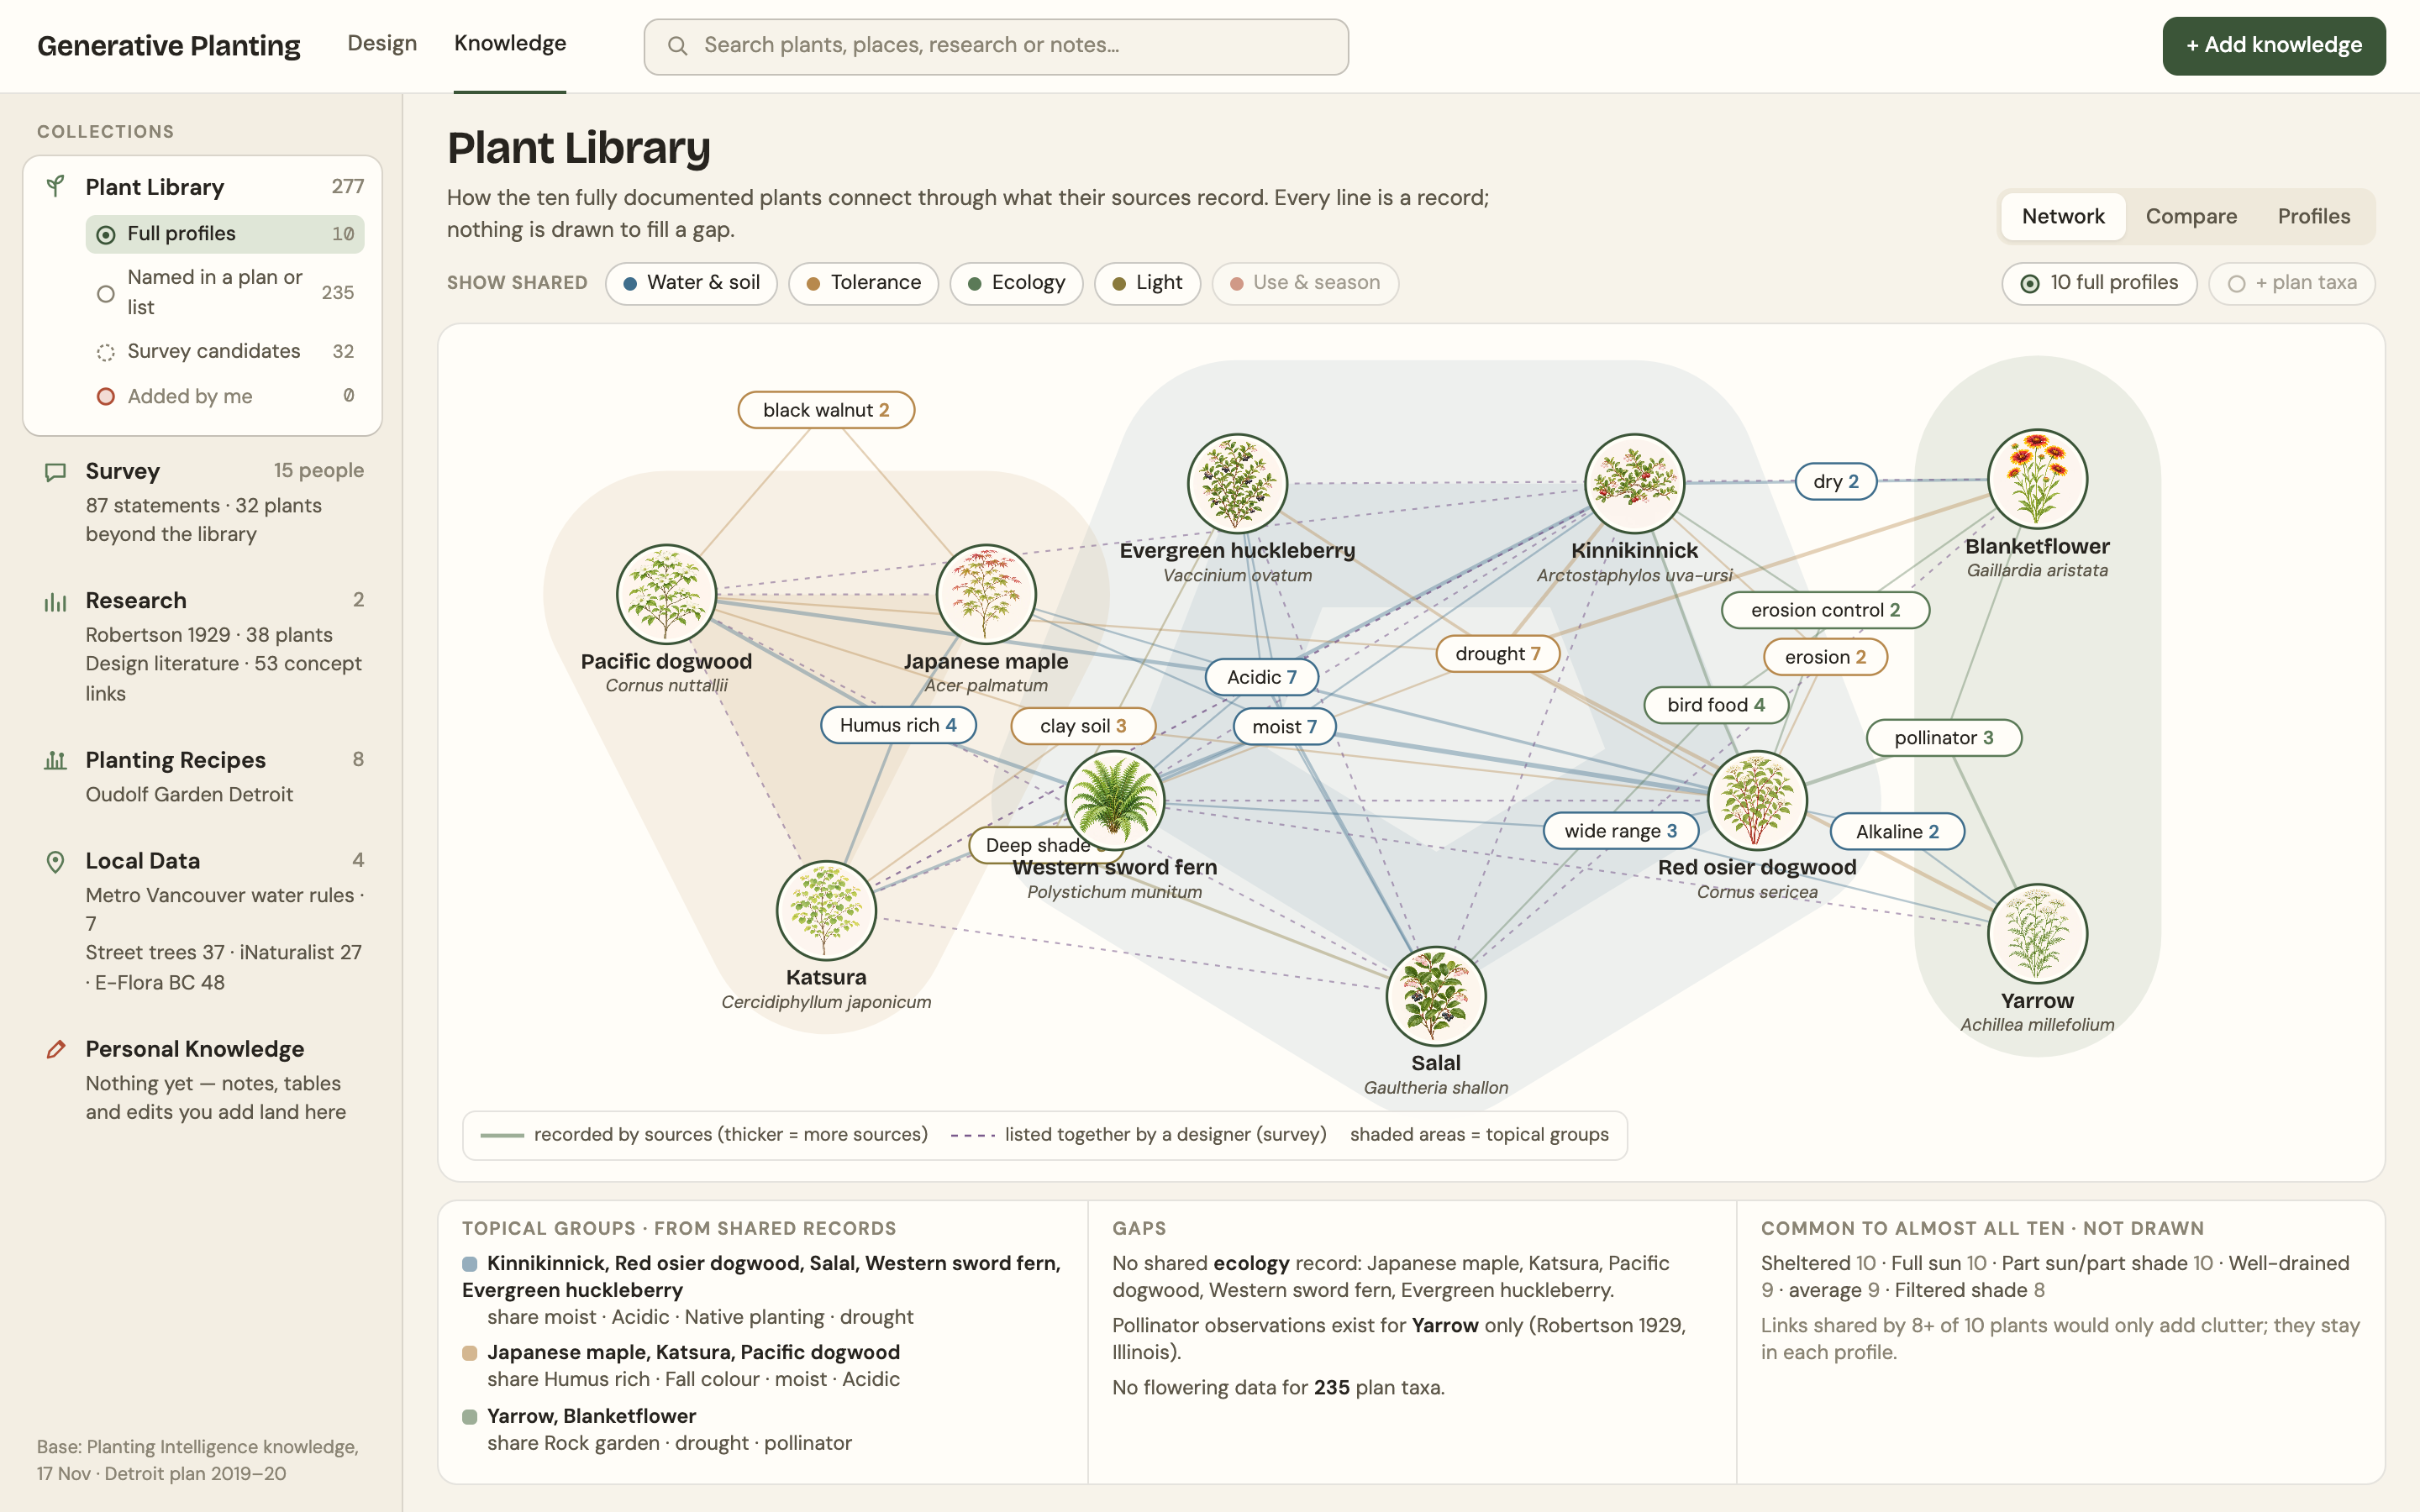 Generative Planting
Design
Knowledge
Search plants, places, research or notes...
+ Add knowledge
COLLECTIONS
Plant Library 277
Full profiles 10
Named in a plan or
list 235
Survey candidates 32
Added by me 0
Survey 15 people
87 statements · 32 plants
beyond the library
Research 2
Robertson 1929 · 38 plants
Design literature · 53 concept
links
Planting Recipes 8
Oudolf Garden Detroit
Local Data 4
Metro Vancouver water rules ·
7
Street trees 37 · iNaturalist 27
· E-Flora BC 48
Personal Knowledge
Nothing yet — notes, tables
and edits you add land here
Base: Planting Intelligence knowledge,
17 Nov · Detroit plan 2019–20
Plant Library
How the ten fully documented plants connect through what their sources record. Every line is a record;
nothing is drawn to fill a gap.
Network
Compare
Profiles
SHOW SHARED
Water & soil
Tolerance
Ecology
Light
Use & season
10 full profiles
+ plan taxa
black walnut 2
Evergreen huckleberry
Vaccinium ovatum
Kinnikinnick
Arctostaphylos uva-ursi
dry 2
Blanketflower
Gaillardia aristata
Pacific dogwood
Cornus nuttallii
Japanese maple
Acer palmatum
erosion control 2
drought 7
erosion 2
Acidic 7
bird food 4
Humus rich 4
clay soil 3
moist 7
pollinator 3
Deep shade
Western sword fern
Polystichum munitum
wide range 3
Alkaline 2
Red osier dogwood
Cornus sericea
Katsura
Cercidiphyllum japonicum
Salal
Gaultheria shallon
Yarrow
Achillea millefolium
recorded by sources (thicker = more sources)
listed together by a designer (survey)
shaded areas = topical groups
TOPICAL GROUPS · FROM SHARED RECORDS
Kinnikinnick, Red osier dogwood, Salal, Western sword fern,
Evergreen huckleberry
share moist · Acidic · Native planting · drought
Japanese maple, Katsura, Pacific dogwood
share Humus rich · Fall colour · moist · Acidic
Yarrow, Blanketflower
share Rock garden · drought · pollinator
GAPS
No shared ecology record: Japanese maple, Katsura, Pacific
dogwood, Western sword fern, Evergreen huckleberry.
Pollinator observations exist for Yarrow only (Robertson 1929,
Illinois).
No flowering data for 235 plan taxa.
COMMON TO ALMOST ALL TEN · NOT DRAWN
Sheltered 10 · Full sun 10 · Part sun/part shade 10 · Well-drained
9 · average 9 · Filtered shade 8
Links shared by 8+ of 10 plants would only add clutter; they stay
in each profile.